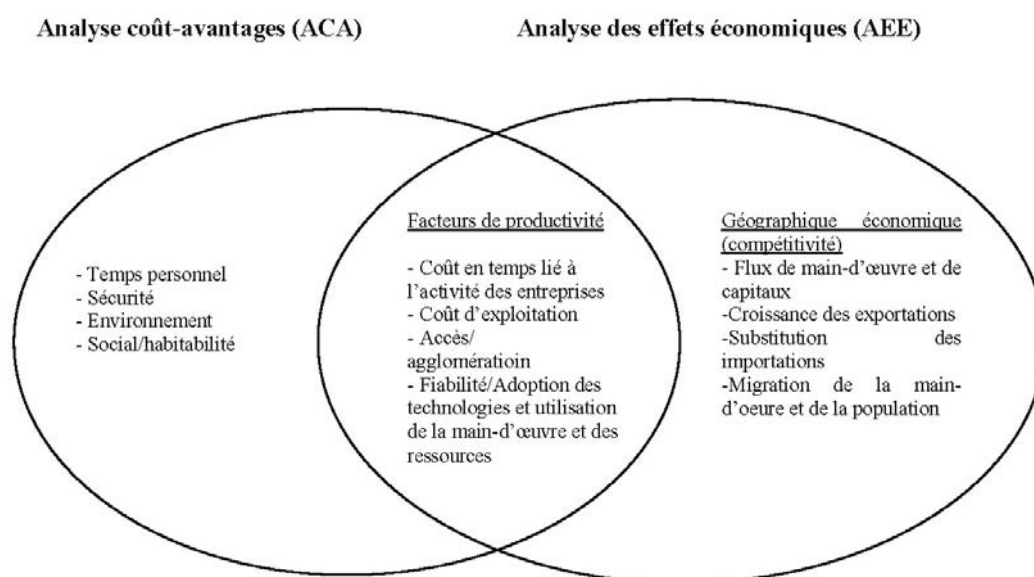 Analyse coût-avantages (ACA)
Analyse des effets économiques (AEE)
- Temps personnel
- Sécurité
- Environnement
- Social/habitabilité
Facteurs de productivité
- Coût en temps lié à
l’activité des entreprises
- Coût d’exploitation
- Accès/
agglomératioin
- Fiabilité/Adoption des
technologies et utilisation
de la main-d’œuvre et des
ressources
Géographique économique
(compétitivité)
- Flux de main-d’œuvre et de
capitaux
-Croissance des exportations
-Substitution des
importations
-Migration de la main-
d’oeure et de la population